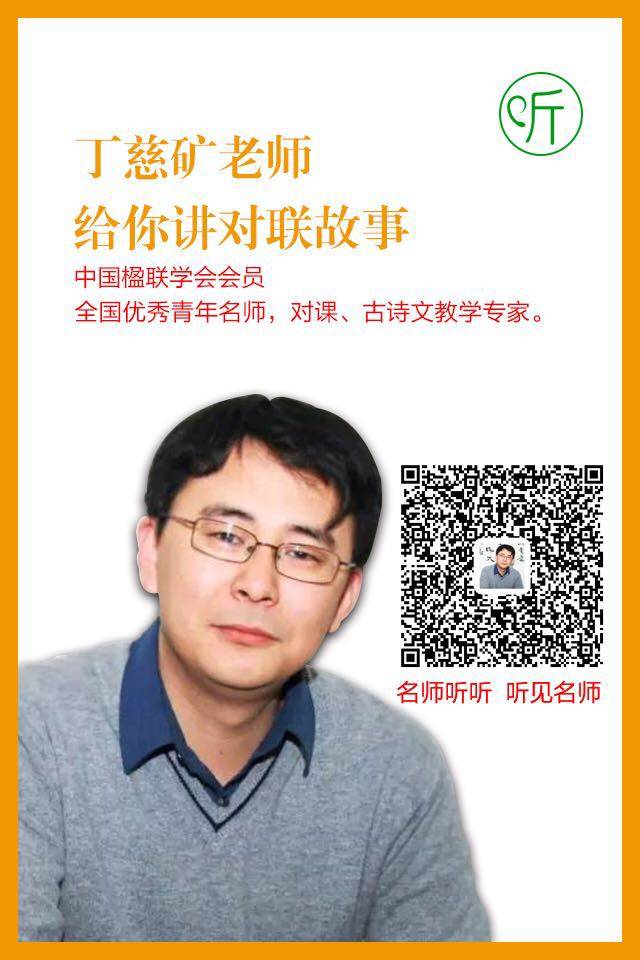 听
丁慈矿老师
给你讲对联故事
中国楹联学会会员
全国优秀青年名师，对课、古诗文教学专家。
名师听听 听见名师